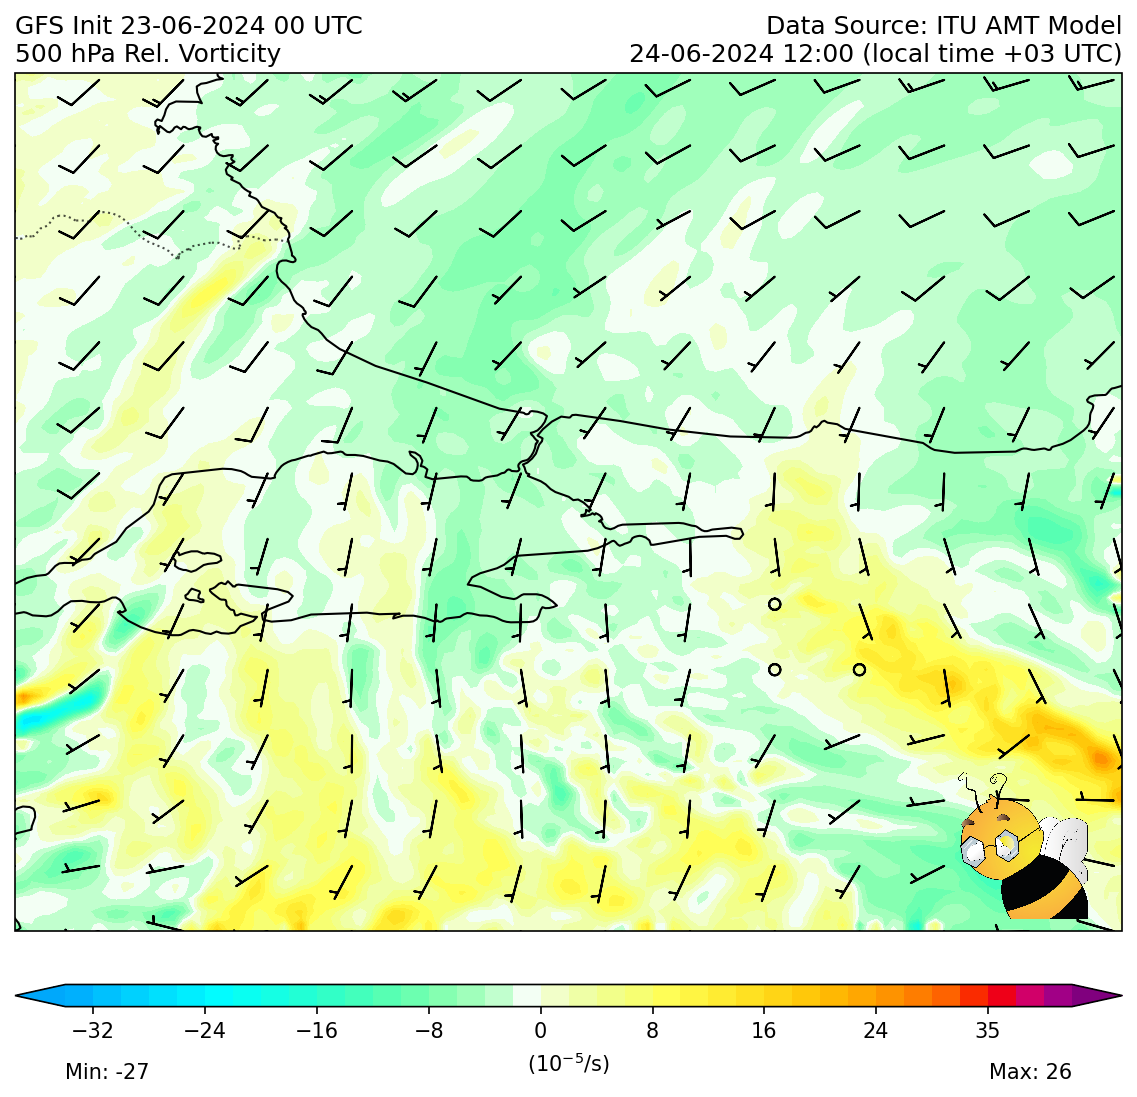 GFS Init 23-06-2024 00 UTC
Data Source: ITU AMT Model
500 hPa Rel. Vorticity
24-06-2024 12:00 (local time +03 UTC)
−32 −24 −16 −8 0 8 16 24 35
(10⁻⁵/s)
Min: -27
Max: 26